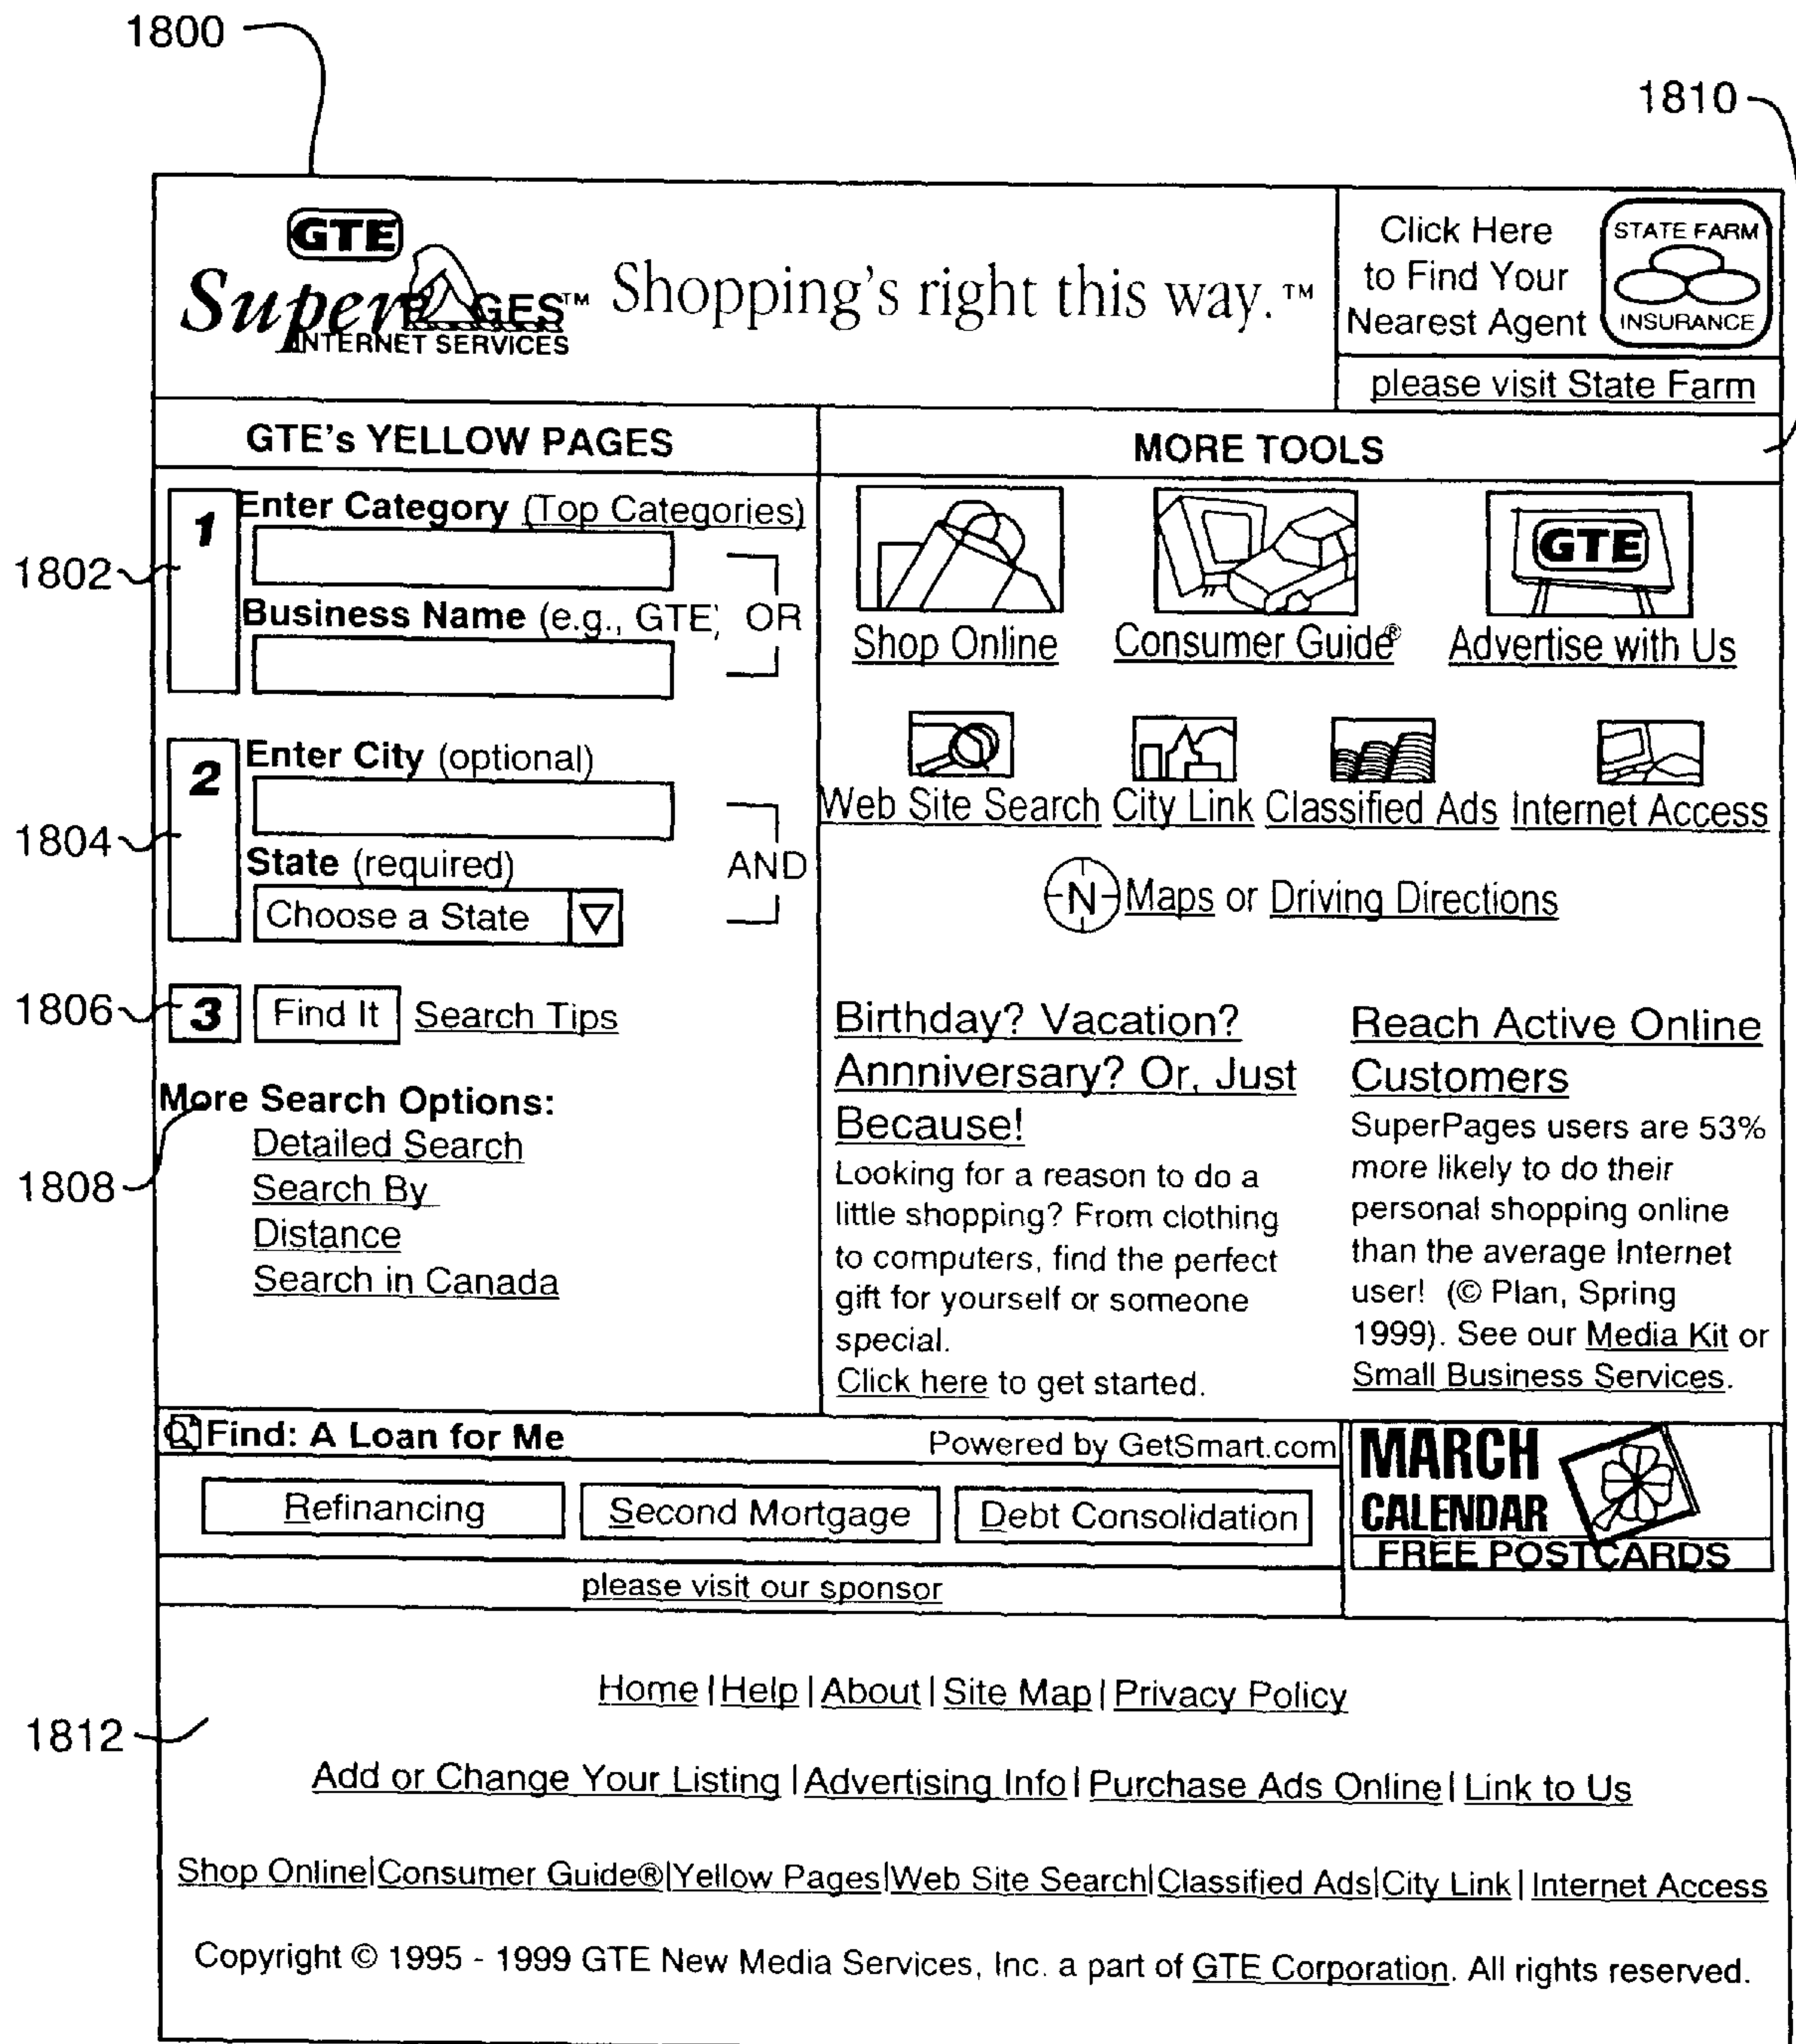 1800
1810
GTE
SuperPAGES™
INTERNET SERVICES
Shopping's right this way.™
Click Here
to Find Your
Nearest Agent
STATE FARM
INSURANCE
please visit State Farm
GTE's YELLOW PAGES
1802
1
Enter Category (Top Categories)
Business Name (e.g., GTE)
OR
1804
2
Enter City (optional)
State (required)
AND
Choose a State
1806
3
Find It
Search Tips
More Search Options:
1808
Detailed Search
Search By
Distance
Search in Canada
MORE TOOLS
GTE
Shop Online
Consumer Guide®
Advertise with Us
Web Site Search
City Link
Classified Ads
Internet Access
N
Maps or Driving Directions
Birthday? Vacation?
Annniversary? Or, Just
Because!
Looking for a reason to do a
little shopping? From clothing
to computers, find the perfect
gift for yourself or someone
special.
Click here to get started.
Reach Active Online
Customers
SuperPages users are 53%
more likely to do their
personal shopping online
than the average Internet
user! (© Plan, Spring
1999). See our Media Kit or
Small Business Services.
Find: A Loan for Me
Powered by GetSmart.com
Refinancing
Second Mortgage
Debt Consolidation
please visit our sponsor
MARCH
CALENDAR
FREE POSTCARDS
1812
Home | Help | About | Site Map | Privacy Policy
Add or Change Your Listing | Advertising Info | Purchase Ads Online | Link to Us
Shop Online|Consumer Guide®|Yellow Pages|Web Site Search|Classified Ads|City Link | Internet Access
Copyright © 1995 - 1999 GTE New Media Services, Inc. a part of GTE Corporation. All rights reserved.